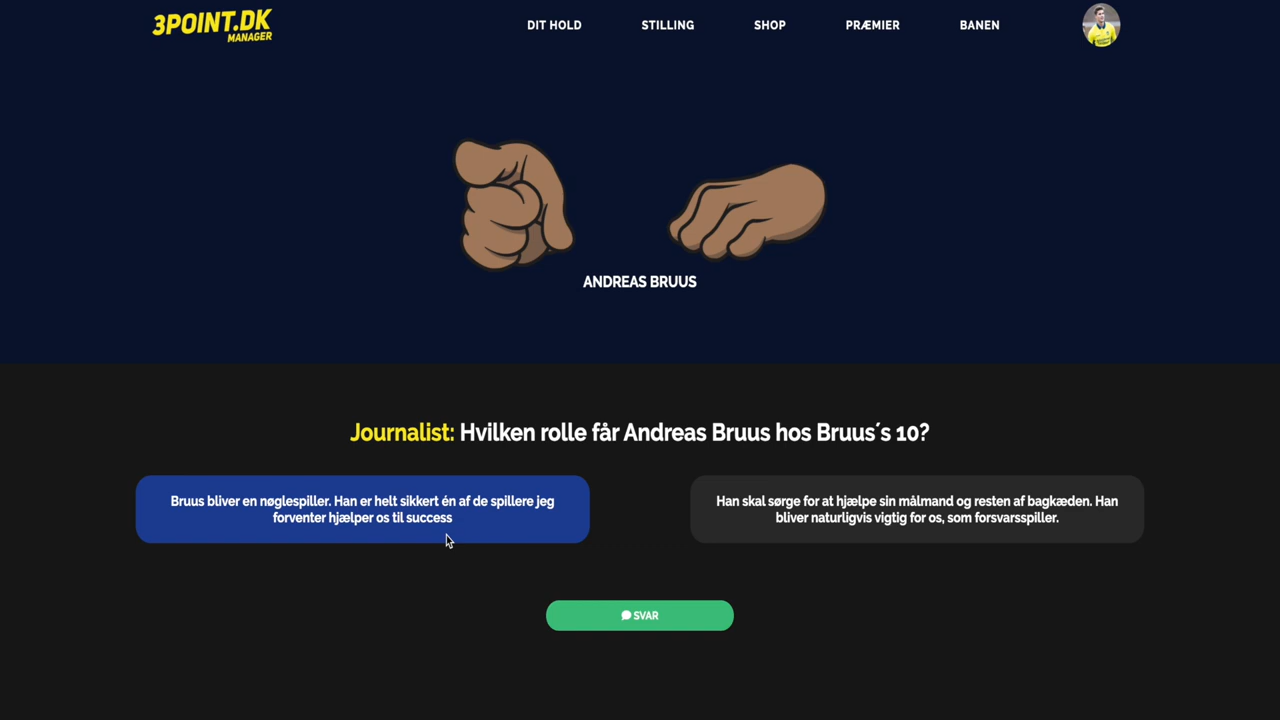 3POINT.DK
MANAGER
DIT HOLD
STILLING
SHOP
PRÆMIER
BANEN
ANDREAS BRUUS
Journalist: Hvilken rolle får Andreas Bruus hos Bruus´s 10?
Bruus bliver en nøglespiller. Han er helt sikkert én af de spillere jeg
forventer hjælper os til success
Han skal sørge for at hjælpe sin målmand og resten af bagkæden. Han
bliver naturligvis vigtig for os, som forsvarsspiller.
SVAR